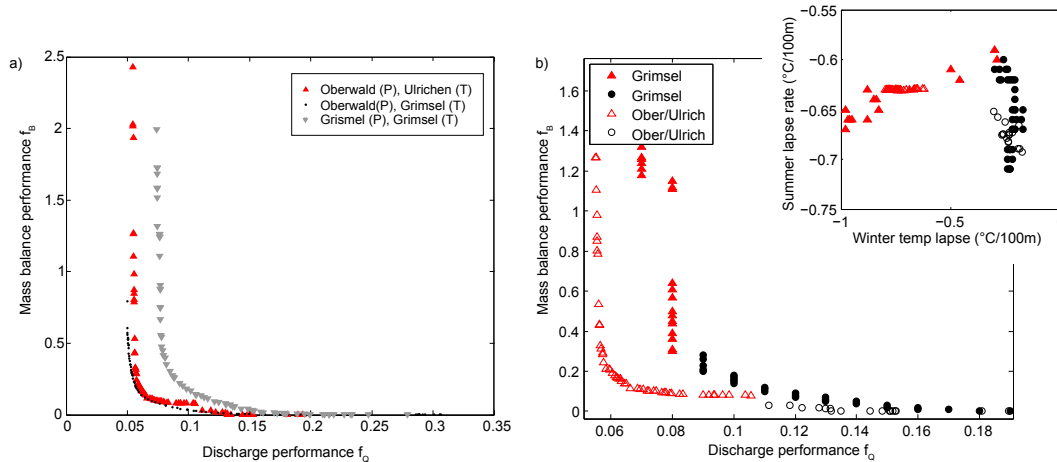 a)
Mass balance performance f_B
2.5
2
1.5
1
0.5
0
Oberwald (P), Ulrichen (T)
Oberwald(P), Grimsel (T)
Grismel (P), Grimsel (T)
0
0.05
0.1
0.15
0.2
0.25
0.3
0.35
Discharge performance f_Q
b)
Mass balance performance f_B
1.6
1.4
1.2
1
0.8
0.6
0.4
0.2
0
Grimsel
Grimsel
Ober/Ulrich
Ober/Ulrich
0.06
0.08
0.1
0.12
0.14
0.16
0.18
Discharge performance f_Q
Summer lapse rate (°C/100m)
−0.55
−0.6
−0.65
−0.7
−0.75
−1
−0.5
Winter temp lapse (°C/100m)